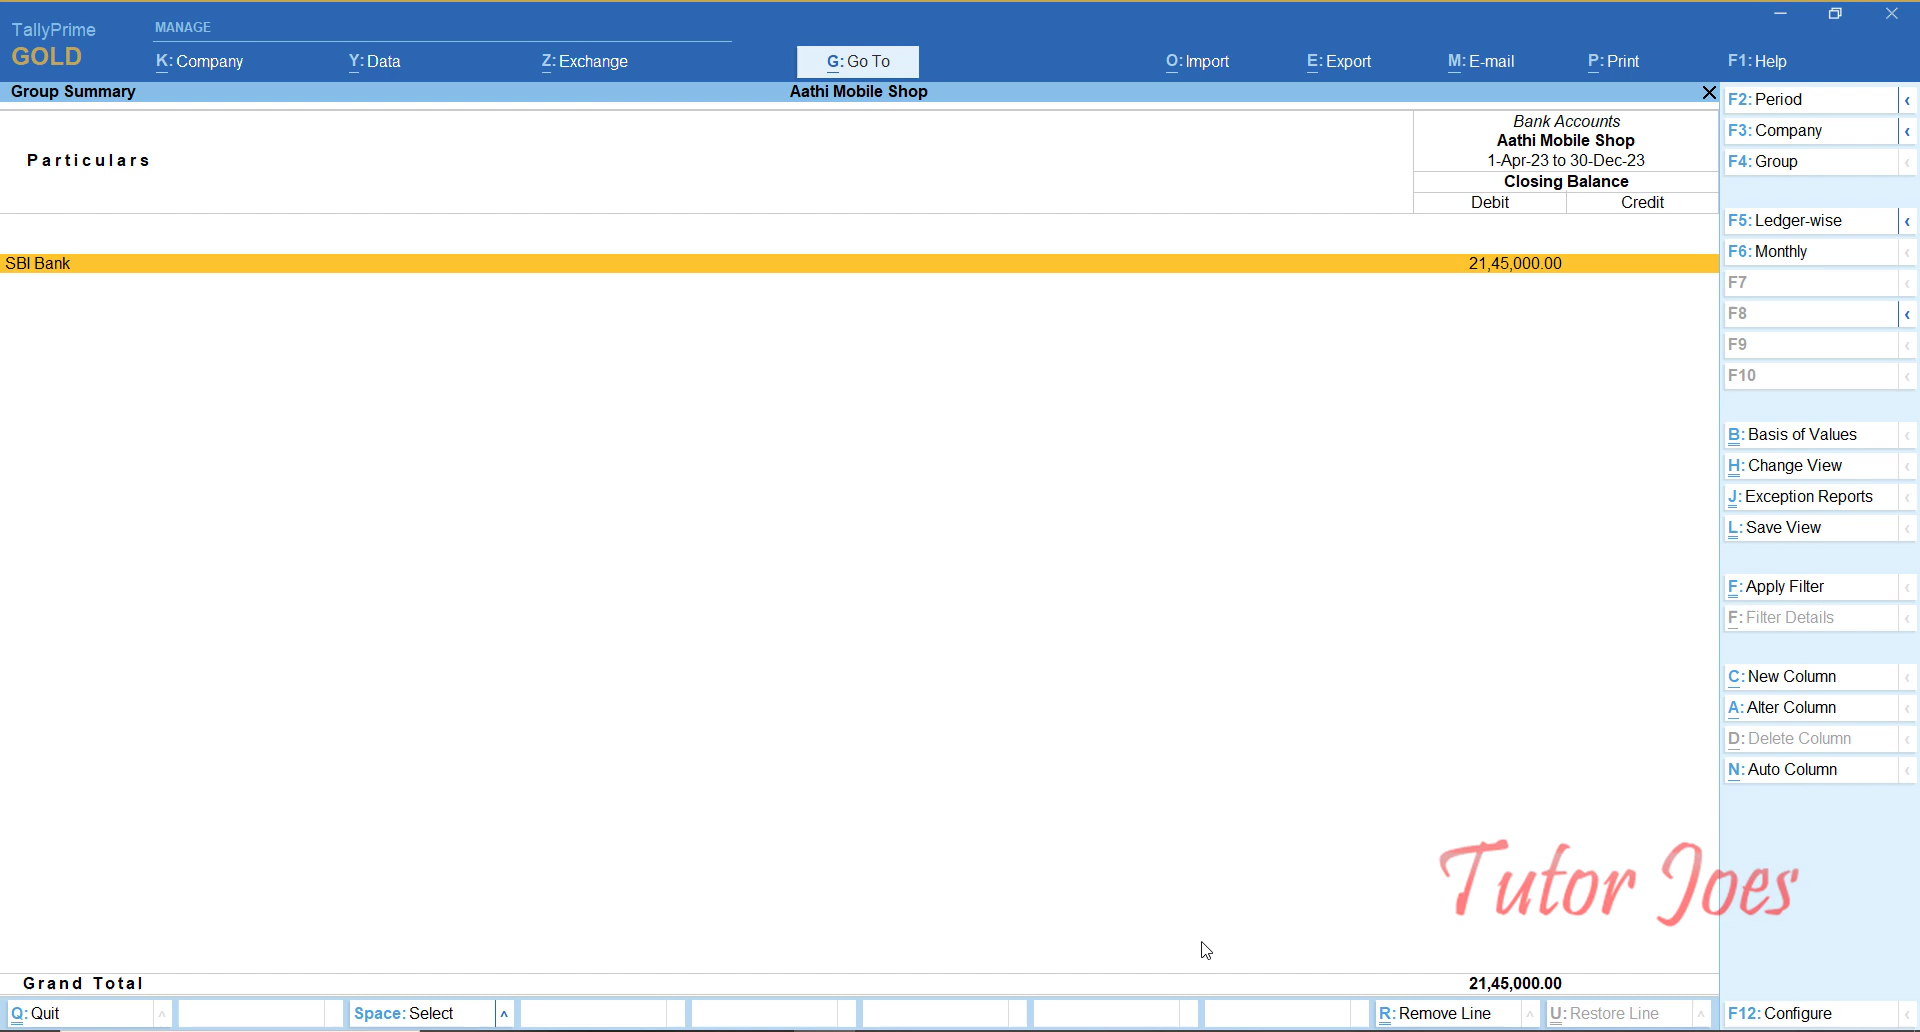 TallyPrime
GOLD
MANAGE
K: Company
Y: Data
Z: Exchange
G: Go To
O: Import
E: Export
M: E-mail
P: Print
F1: Help
Group Summary
Aathi Mobile Shop
Particulars
Bank Accounts
Aathi Mobile Shop
1-Apr-23 to 30-Dec-23
Closing Balance
Debit Credit
SBI Bank 21,45,000.00
Grand Total 21,45,000.00
F2: Period
F3: Company
F4: Group
F5: Ledger-wise
F6: Monthly
F7
F8
F9
F10
B: Basis of Values
H: Change View
J: Exception Reports
L: Save View
F: Apply Filter
F: Filter Details
C: New Column
A: Alter Column
D: Delete Column
N: Auto Column
Tutor Joes
Q: Quit
Space: Select
R: Remove Line
U: Restore Line
F12: Configure